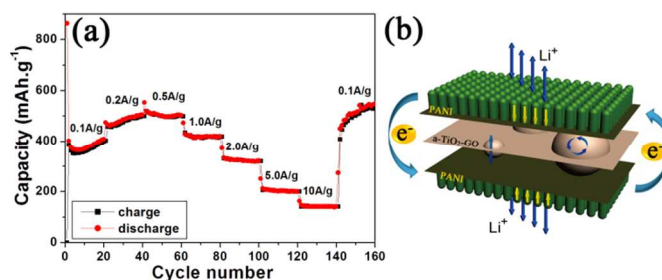 (a)
Capacity (mAh.g⁻¹)
800
600
400
200
0
0.1A/g
0.2A/g
0.5A/g
1.0A/g
2.0A/g
5.0A/g
10A/g
0.1A/g
charge
discharge
0 20 40 60 80 100 120 140 160
Cycle number
(b)
Li⁺
PANI
e⁻
a-TiO₂-GO
e⁻
PANI
Li⁺